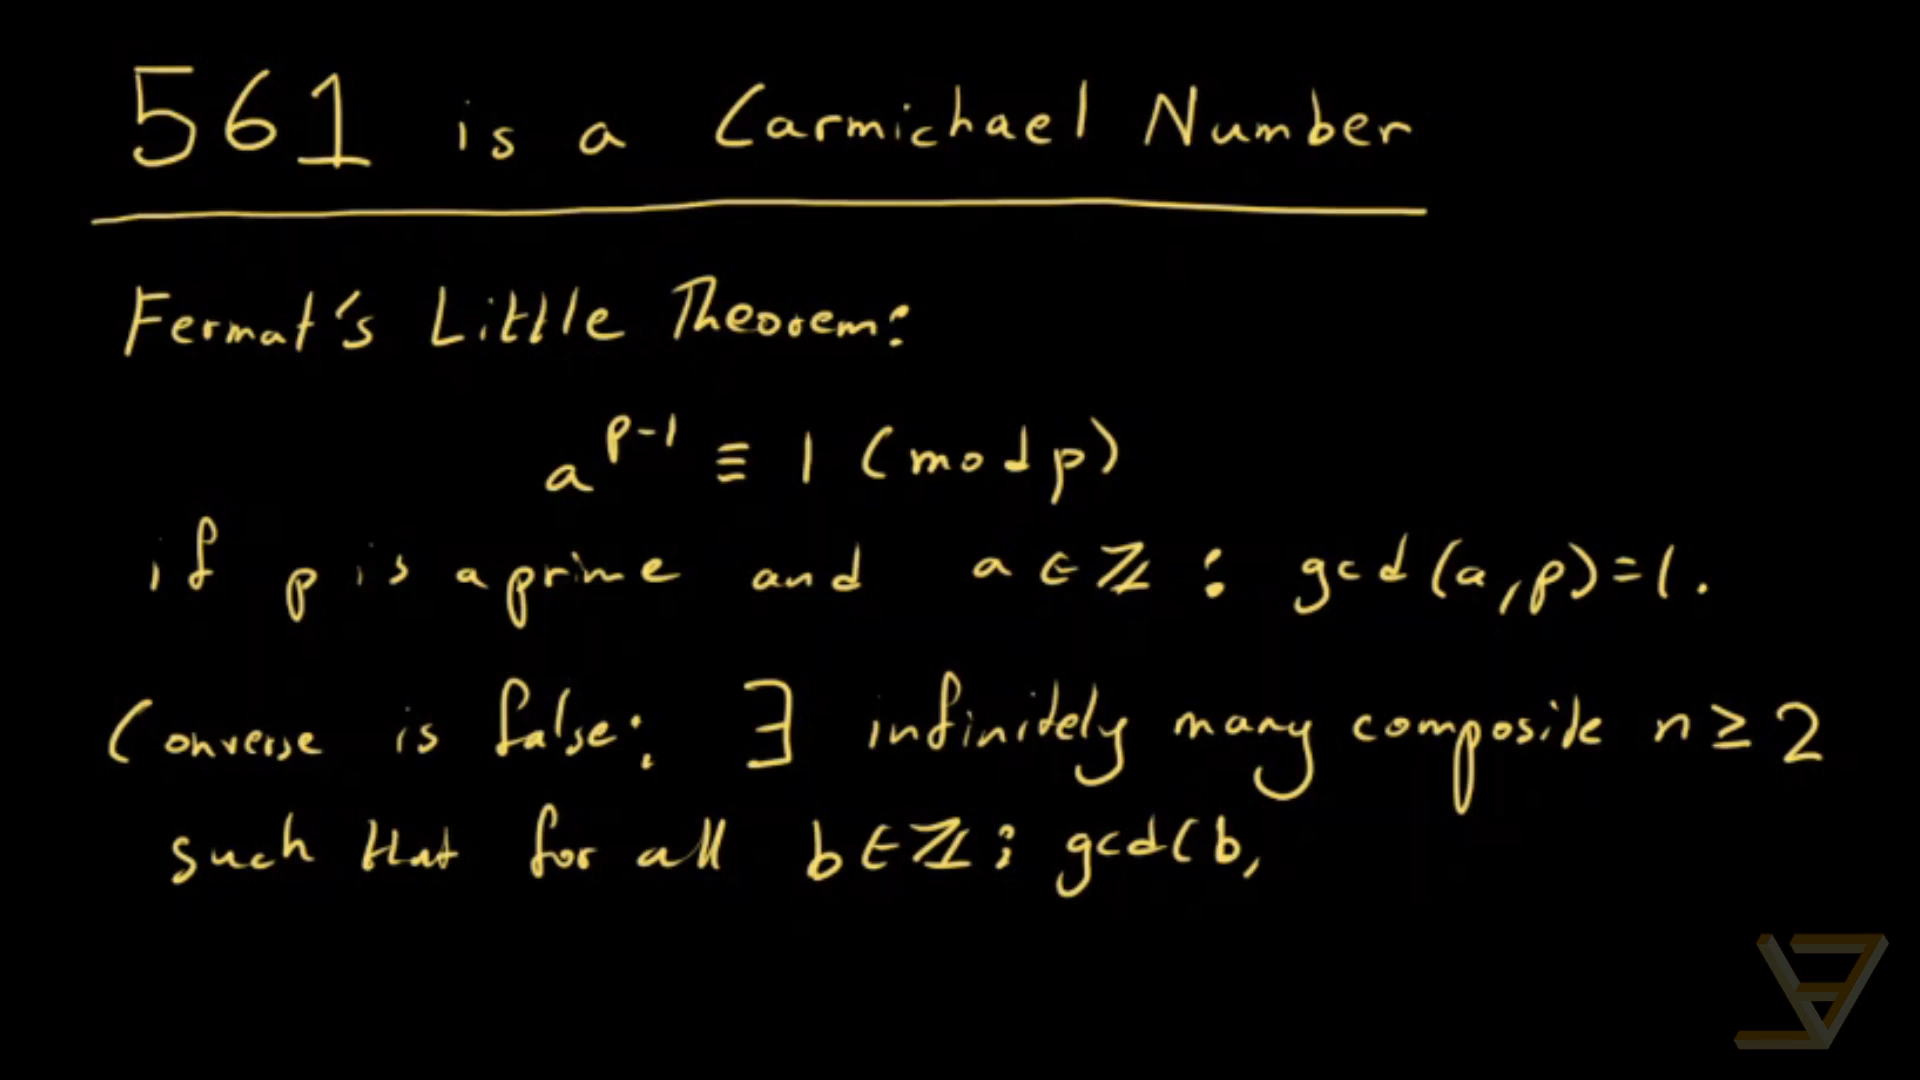 561 is a Carmichael Number
Fermat's Little Theorem:
a^{p-1} ≡ 1 (mod p)
if p is a prime and a ∈ ℤ : gcd(a,p)=1.
Converse is false: ∃ infinitely many composite n ≥ 2
such that for all b ∈ ℤ : gcd(b,